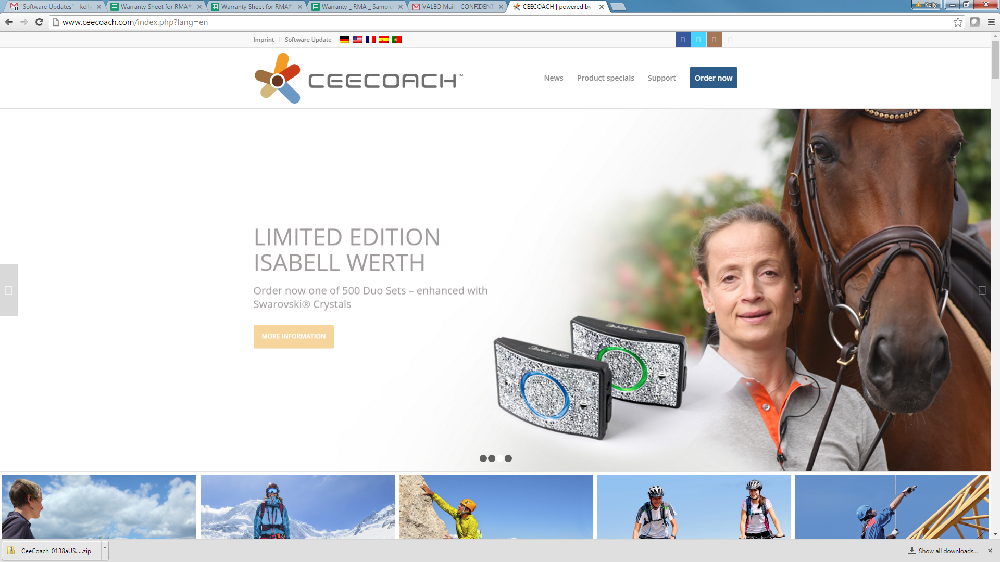 "Software Updates" - kelly
Warranty Sheet for RMA#
Warranty Sheet for RMA#
Warranty _ RMA _ Sample
VALEO Mail - CONFIDENT
CEECOACH | powered by
Kelly
www.ceecoach.com/index.php?lang=en
Imprint
Software Update
CEECOACH™
News
Product specials
Support
Order now
LIMITED EDITION
ISABELL WERTH
Order now one of 500 Duo Sets – enhanced with
Swarovski® Crystals
MORE INFORMATION
CeeCoach_0138aUS.....zip
Show all downloads...